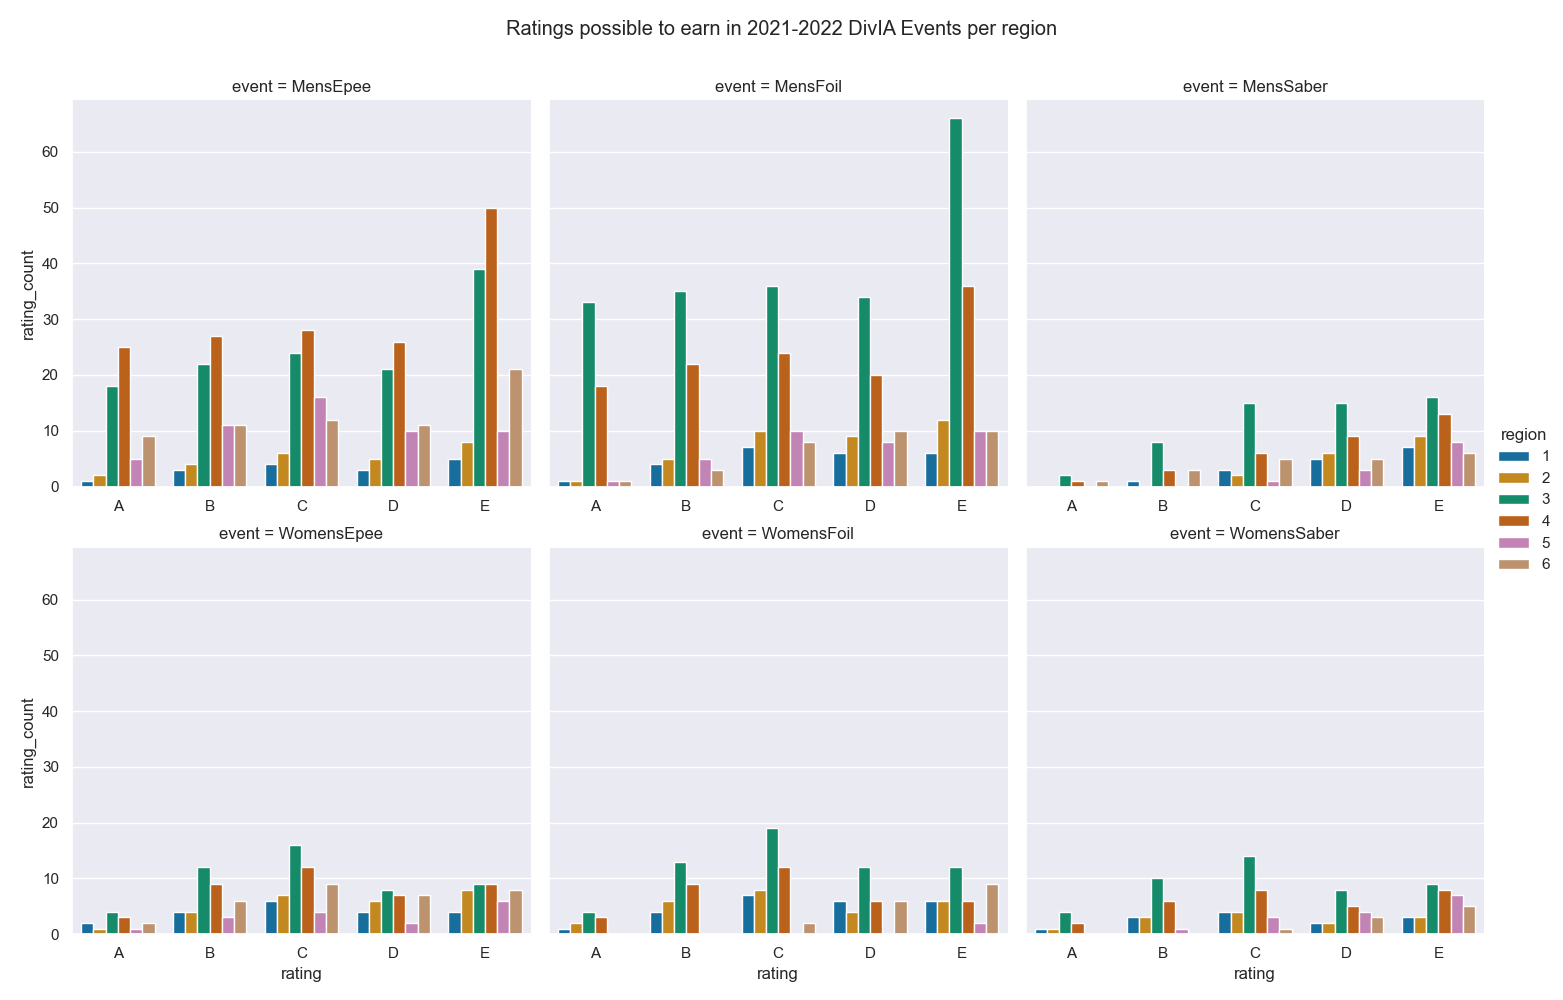 Ratings possible to earn in 2021-2022 DivIA Events per region
event = MensEpee
event = MensFoil
event = MensSaber
60
50
40
30
20
10
0
rating_count
A B C D E
A B C D E
A B C D E
event = WomensEpee
event = WomensFoil
event = WomensSaber
60
50
40
30
20
10
0
rating_count
A B C D E
A B C D E
A B C D E
rating
rating
rating
region
1
2
3
4
5
6